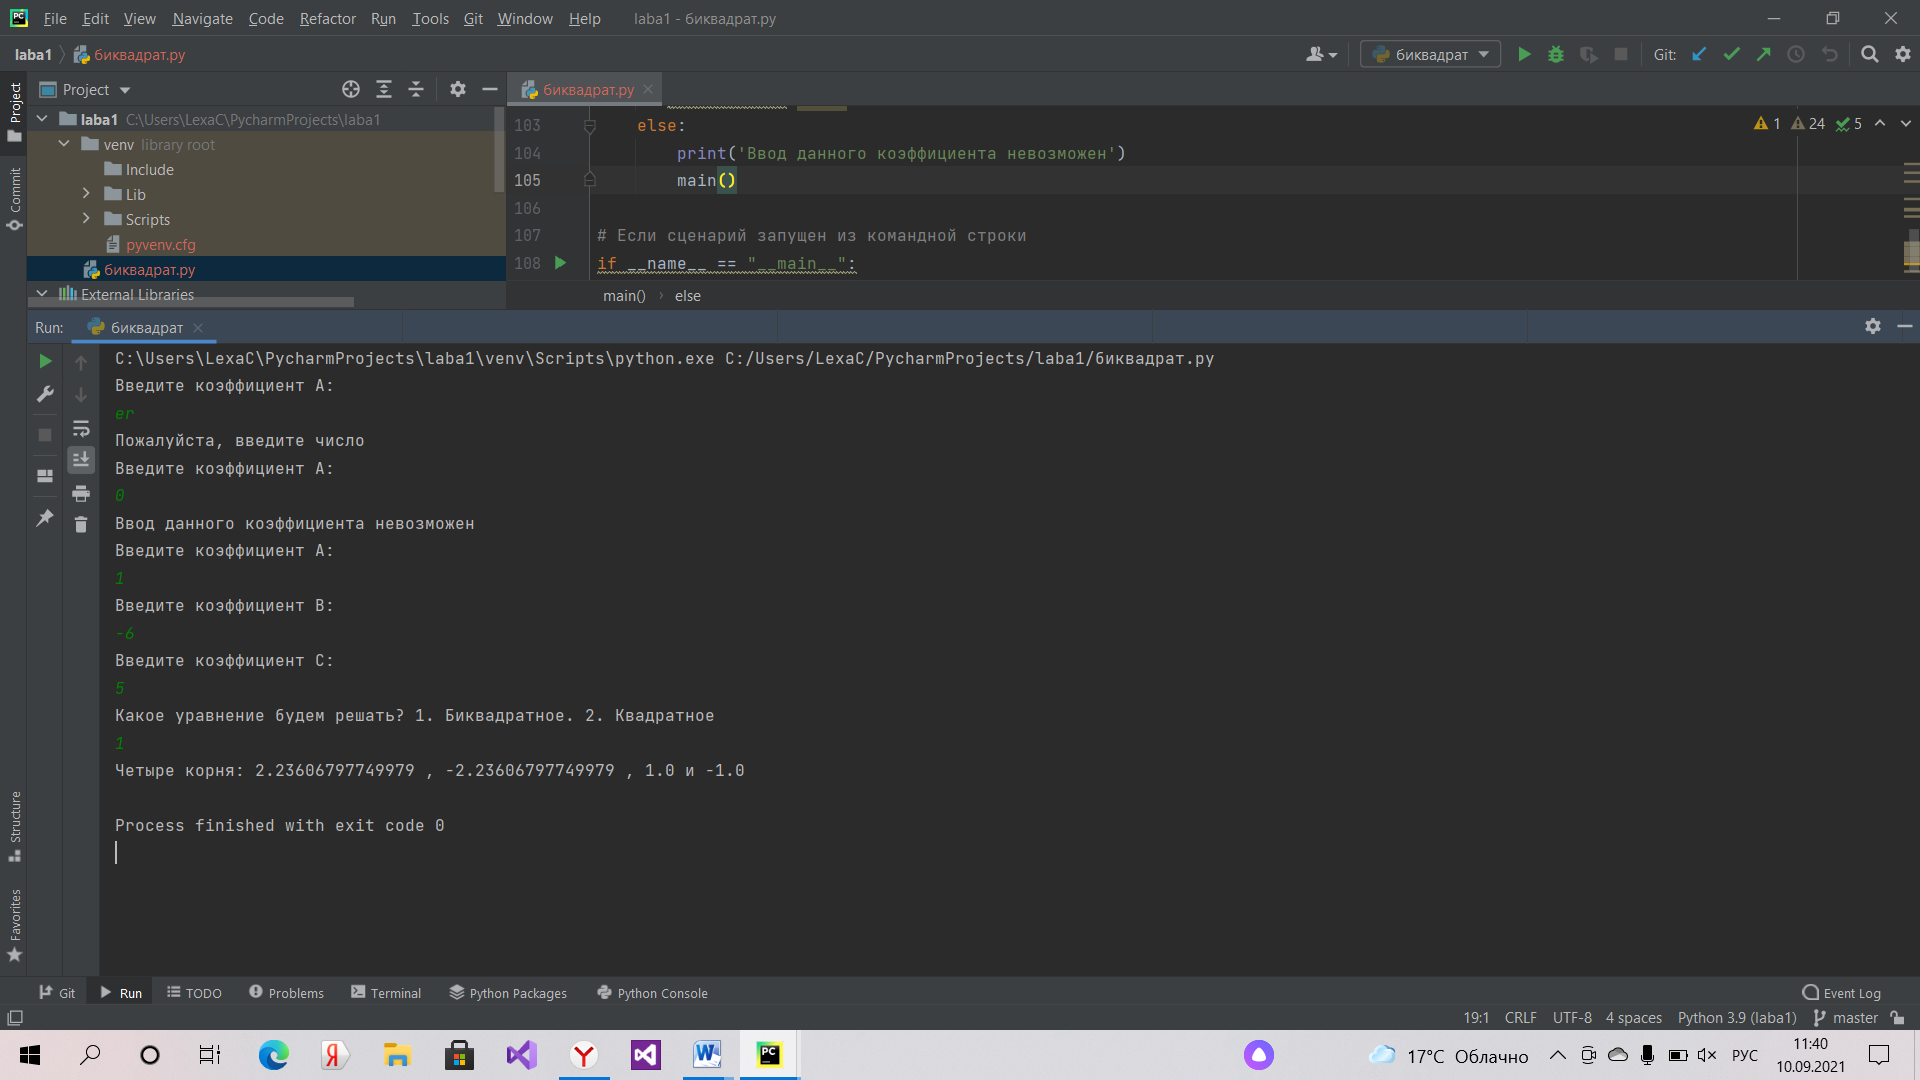 File Edit View Navigate Code Refactor Run Tools Git Window Help laba1 - биквадрат.py
laba1 биквадрат.py биквадрат Git:
Project
Project
биквадрат.py
laba1 C:\Users\LexaC\PycharmProjects\laba1
venv library root
Include
Lib
Scripts
pyvenv.cfg
биквадрат.py
External Libraries
Commit
103 else:
104 print('Ввод данного коэффициента невозможен')
105 main()
106
107 # Если сценарий запущен из командной строки
108 if __name__ == "__main__":
1 24 5
main() › else
Run: биквадрат
C:\Users\LexaC\PycharmProjects\laba1\venv\Scripts\python.exe C:/Users/LexaC/PycharmProjects/laba1/биквадрат.py
Введите коэффициент A:
er
Пожалуйста, введите число
Введите коэффициент A:
0
Ввод данного коэффициента невозможен
Введите коэффициент A:
1
Введите коэффициент B:
-6
Введите коэффициент C:
5
Какое уравнение будем решать? 1. Биквадратное. 2. Квадратное
1
Четыре корня: 2.23606797749979 , -2.23606797749979 , 1.0 и -1.0
Process finished with exit code 0
Structure
Favorites
Git Run TODO Problems Terminal Python Packages Python Console Event Log
19:1 CRLF UTF-8 4 spaces Python 3.9 (laba1) master
17°C Облачно РУС 11:40
10.09.2021